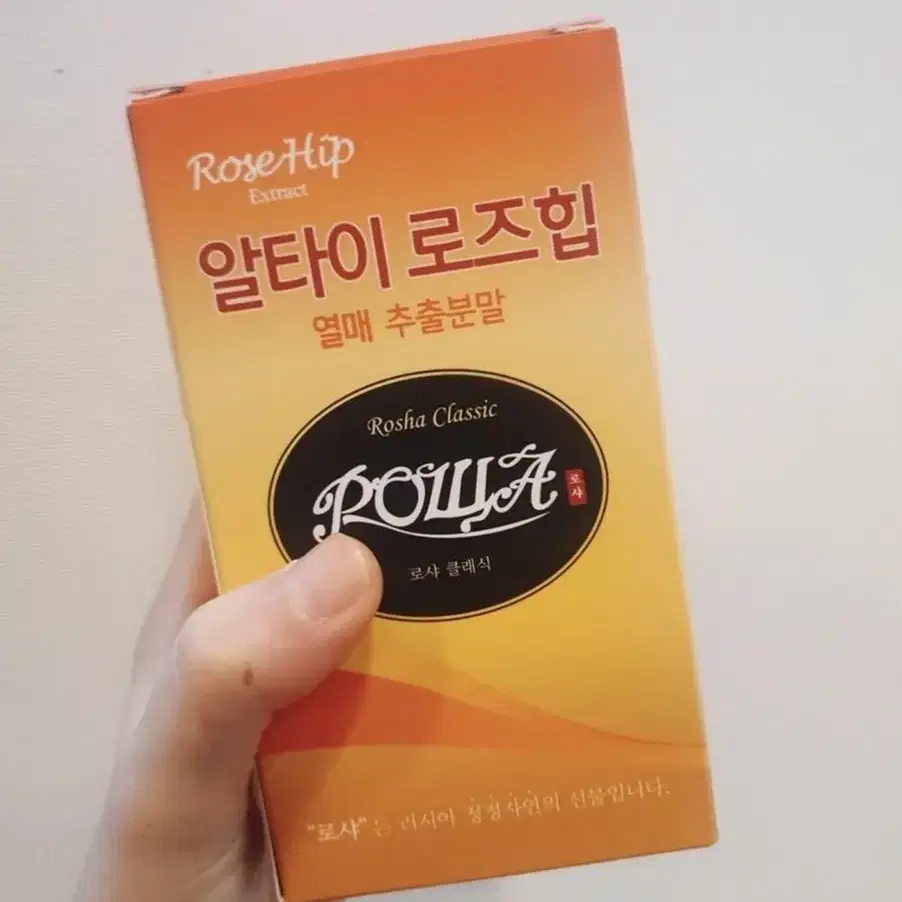 RoseHip
Extract
알타이 로즈힙
열매 추출분말
Rosha Classic
РОЩА
로샤
로샤 클래식
"로샤"는 러시아 청정자연의 선물입니다.